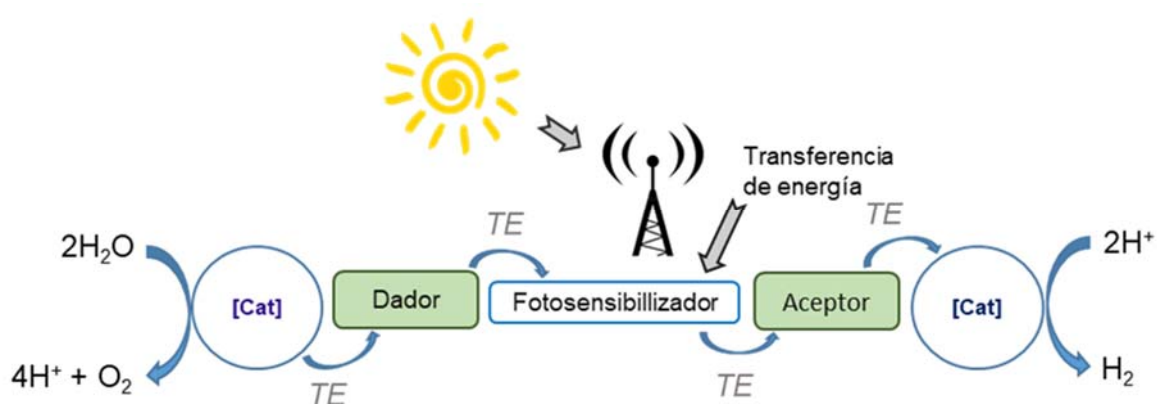 Transferencia
de energía
TE
TE
2H₂O
2H⁺
[Cat]
Dador
Fotosensibillizador
Aceptor
[Cat]
4H⁺ + O₂
TE
TE
H₂